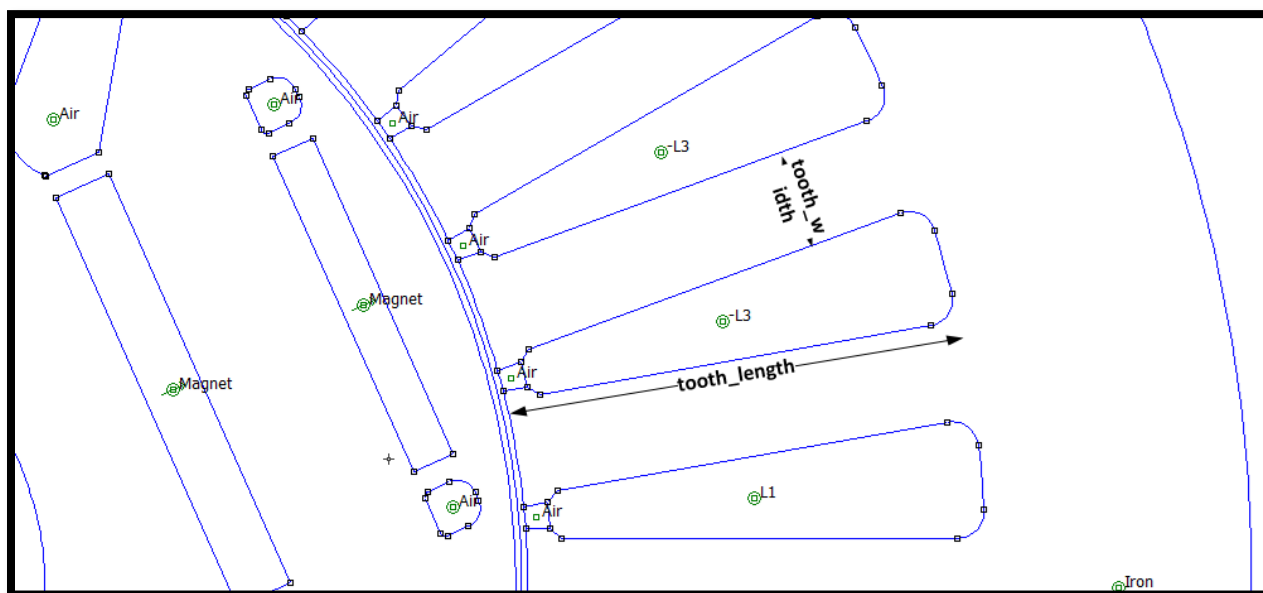 Air
Air
Air
-L3
tooth_w
idth
Air
Magnet
-L3
Air
tooth_length
Magnet
L1
Air
Air
Iron